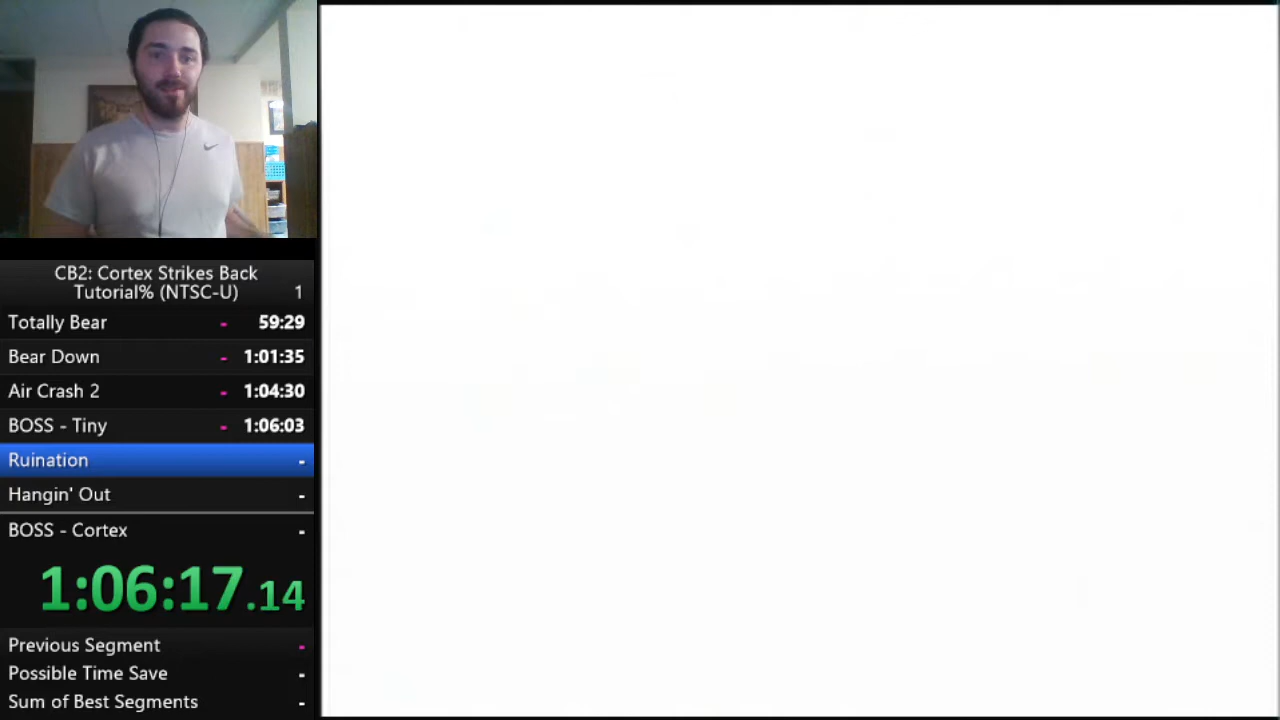 CB2: Cortex Strikes Back
Tutorial% (NTSC-U) 1
Totally Bear - 59:29
Bear Down - 1:01:35
Air Crash 2 - 1:04:30
BOSS - Tiny - 1:06:03
Ruination -
Hangin' Out -
BOSS - Cortex -
1:06:17.14
Previous Segment -
Possible Time Save -
Sum of Best Segments -